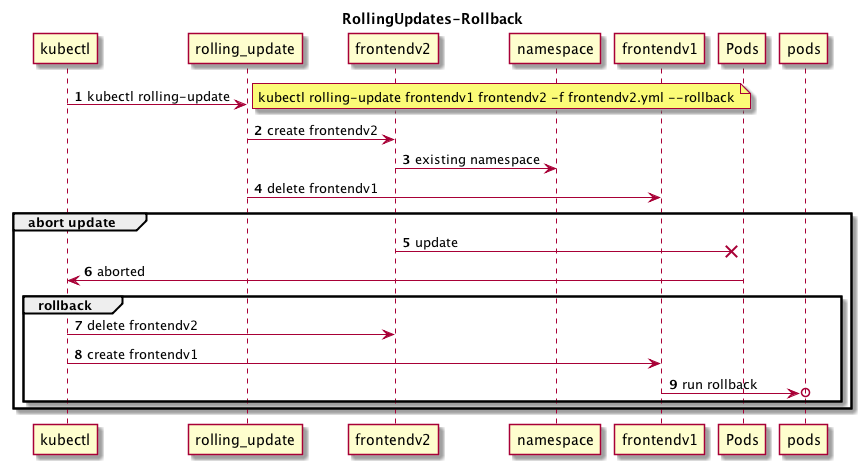 RollingUpdates-Rollback
kubectl rolling_update frontendv2 namespace frontendv1 Pods pods
1 kubectl rolling-update
kubectl rolling-update frontendv1 frontendv2 -f frontendv2.yml --rollback
2 create frontendv2
3 existing namespace
4 delete frontendv1
abort update
5 update
6 aborted
rollback
7 delete frontendv2
8 create frontendv1
9 run rollback
kubectl rolling_update frontendv2 namespace frontendv1 Pods pods